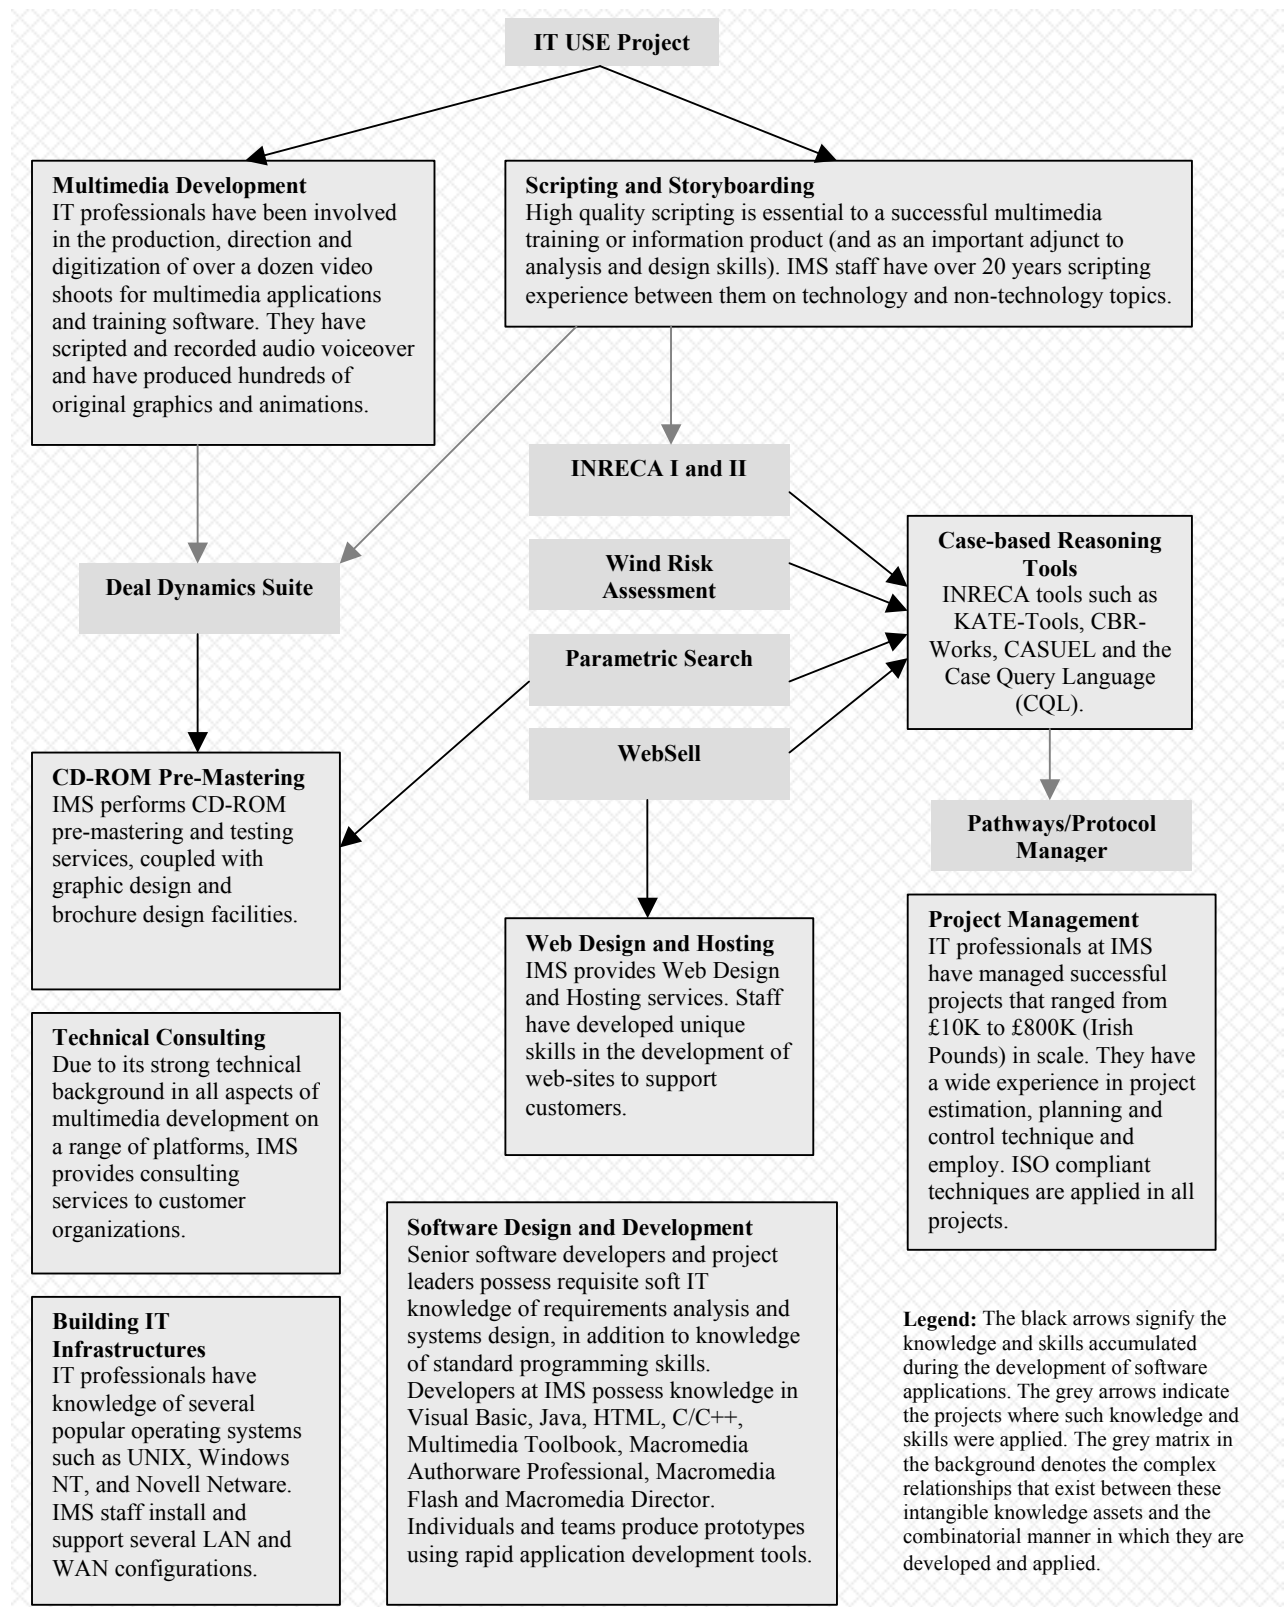 IT USE Project
Multimedia Development
IT professionals have been involved
in the production, direction and
digitization of over a dozen video
shoots for multimedia applications
and training software. They have
scripted and recorded audio voiceover
and have produced hundreds of
original graphics and animations.
Scripting and Storyboarding
High quality scripting is essential to a successful multimedia
training or information product (and as an important adjunct to
analysis and design skills). IMS staff have over 20 years scripting
experience between them on technology and non-technology topics.
INRECA I and II
Wind Risk
Assessment
Parametric Search
WebSell
Case-based Reasoning
Tools
INRECA tools such as
KATE-Tools, CBR-
Works, CASUEL and the
Case Query Language
(CQL).
Deal Dynamics Suite
CD-ROM Pre-Mastering
IMS performs CD-ROM
pre-mastering and testing
services, coupled with
graphic design and
brochure design facilities.
Pathways/Protocol
Manager
Web Design and Hosting
IMS provides Web Design
and Hosting services. Staff
have developed unique
skills in the development of
web-sites to support
customers.
Project Management
IT professionals at IMS
have managed successful
projects that ranged from
£10K to £800K (Irish
Pounds) in scale. They have
a wide experience in project
estimation, planning and
control technique and
employ. ISO compliant
techniques are applied in all
projects.
Technical Consulting
Due to its strong technical
background in all aspects of
multimedia development on
a range of platforms, IMS
provides consulting
services to customer
organizations.
Software Design and Development
Senior software developers and project
leaders possess requisite soft IT
knowledge of requirements analysis and
systems design, in addition to knowledge
of standard programming skills.
Developers at IMS possess knowledge in
Visual Basic, Java, HTML, C/C++,
Multimedia Toolbook, Macromedia
Authorware Professional, Macromedia
Flash and Macromedia Director.
Individuals and teams produce prototypes
using rapid application development tools.
Building IT
Infrastructures
IT professionals have
knowledge of several
popular operating systems
such as UNIX, Windows
NT, and Novell Netware.
IMS staff install and
support several LAN and
WAN configurations.
Legend: The black arrows signify the
knowledge and skills accumulated
during the development of software
applications. The grey arrows indicate
the projects where such knowledge and
skills were applied. The grey matrix in
the background denotes the complex
relationships that exist between these
intangible knowledge assets and the
combinatorial manner in which they are
developed and applied.